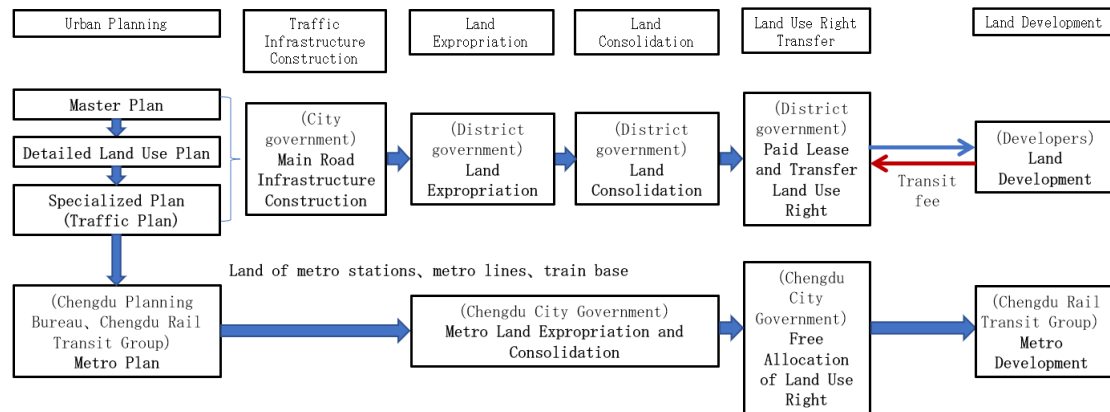 Urban Planning
Traffic
Infrastructure
Construction
Land
Expropriation
Land
Consolidation
Land Use Right
Transfer
Land Development
Master Plan
Detailed Land Use Plan
Specialized Plan
(Traffic Plan)
(City
government)
Main Road
Infrastructure
Construction
(District
government)
Land
Expropriation
(District
government)
Land
Consolidation
(District
government)
Paid Lease
and Transfer
Land Use
Right
Transit
fee
(Developers)
Land
Development
Land of metro stations、metro lines、train base
(Chengdu Planning
Bureau、Chengdu Rail
Transit Group)
Metro Plan
(Chengdu City Government)
Metro Land Expropriation and
Consolidation
(Chengdu
City
Government)
Free
Allocation
of Land Use
Right
(Chengdu Rail
Transit Group)
Metro
Development